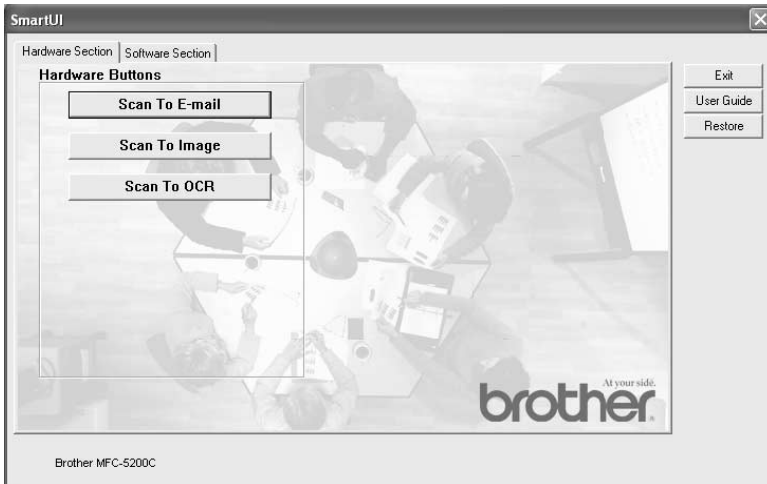 SmartUI
Hardware Section
Software Section
Hardware Buttons
Scan To E-mail
Scan To Image
Scan To OCR
Exit
User Guide
Restore
At your side.
brother.
Brother MFC-5200C